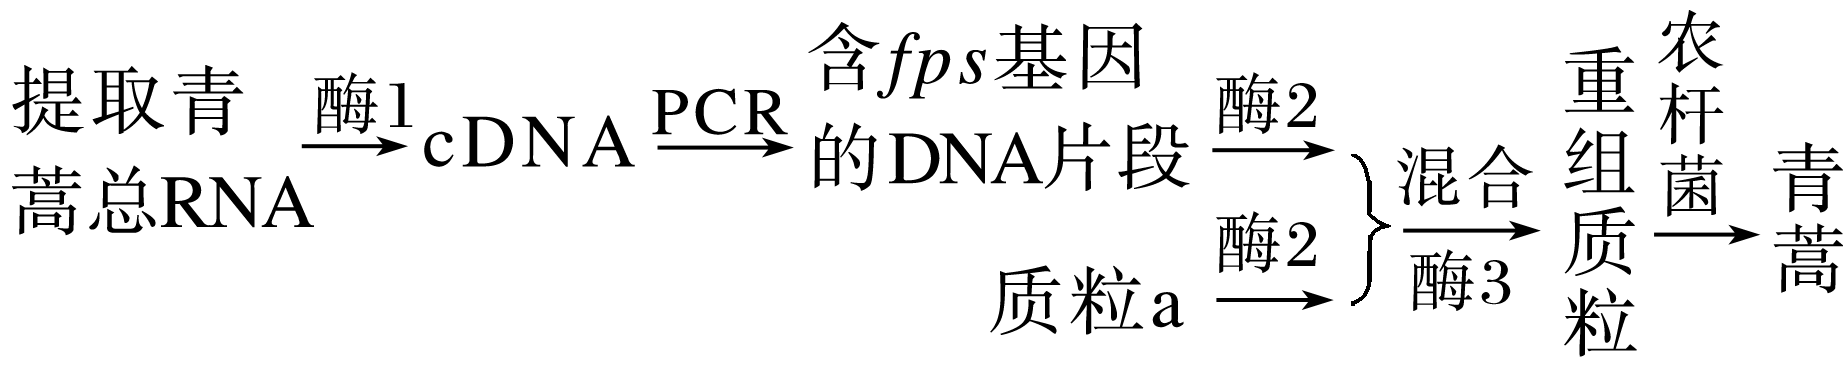 提取青
蒿总RNA
酶1
cDNA
PCR
含fps基因
的DNA片段
酶2
质粒a
酶2
混合
酶3
重组质粒
农杆菌
青蒿